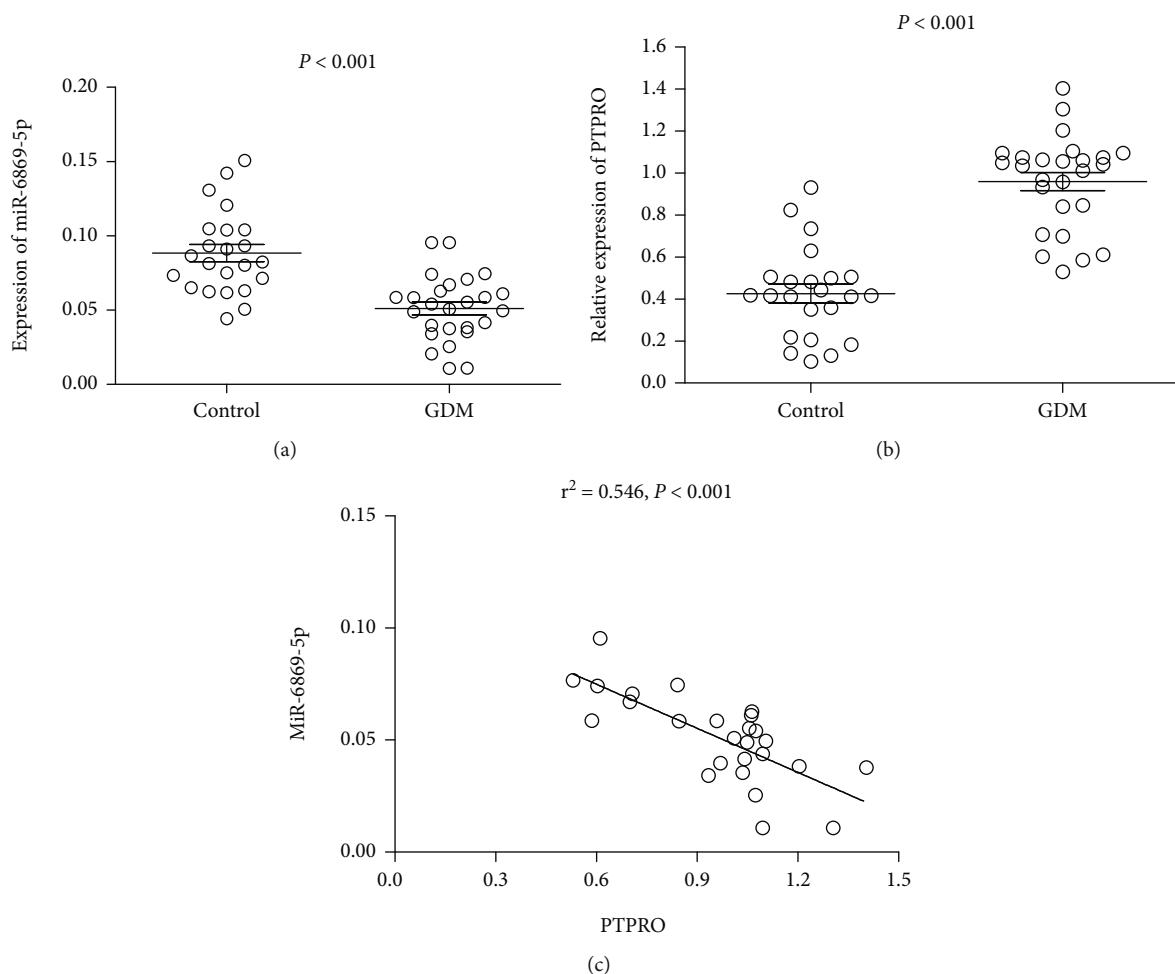 P < 0.001
0.20
0.15
0.10
0.05
0.00
Expression of miR-6869-5p
Control GDM
(a)
P < 0.001
1.6
1.4
1.2
1.0
0.8
0.6
0.4
0.2
0.0
Relative expression of PTPRO
Control GDM
(b)
r² = 0.546, P < 0.001
0.15
0.10
0.05
0.00
MiR-6869-5p
0.0 0.3 0.6 0.9 1.2 1.5
PTPRO
(c)